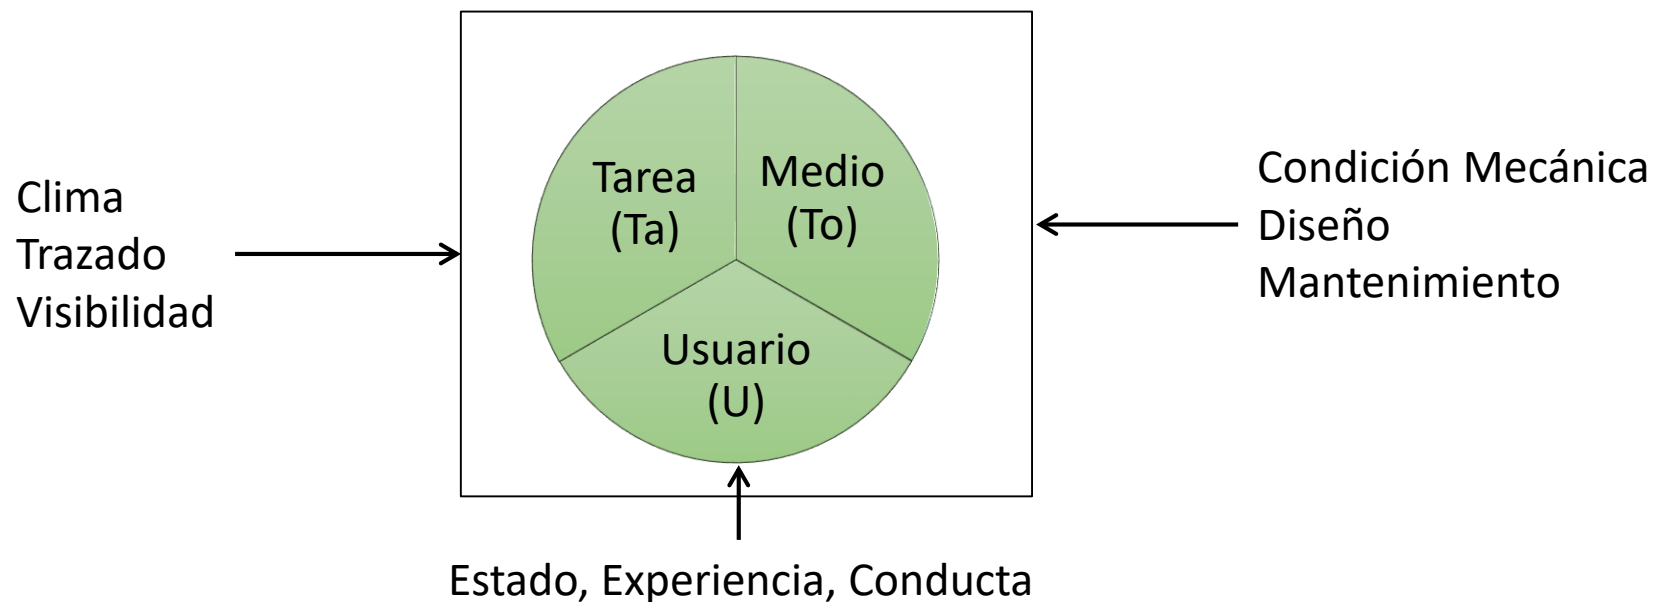 Clima
Trazado
Visibilidad
Tarea
(Ta)
Medio
(To)
Usuario
(U)
Condición Mecánica
Diseño
Mantenimiento
Estado, Experiencia, Conducta